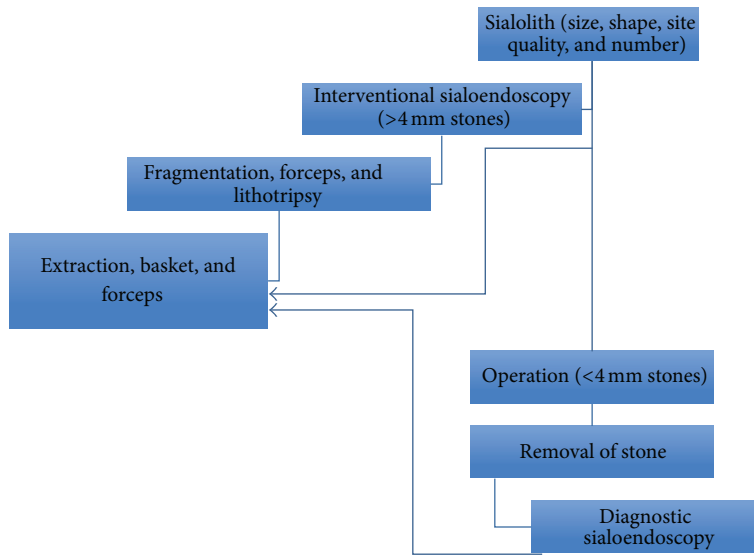 Sialolith (size, shape, site
quality, and number)
Interventional sialoendoscopy
(>4 mm stones)
Fragmentation, forceps, and
lithotripsy
Extraction, basket, and
forceps
Operation (<4 mm stones)
Removal of stone
Diagnostic
sialoendoscopy